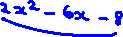 2x² - 6x - 8